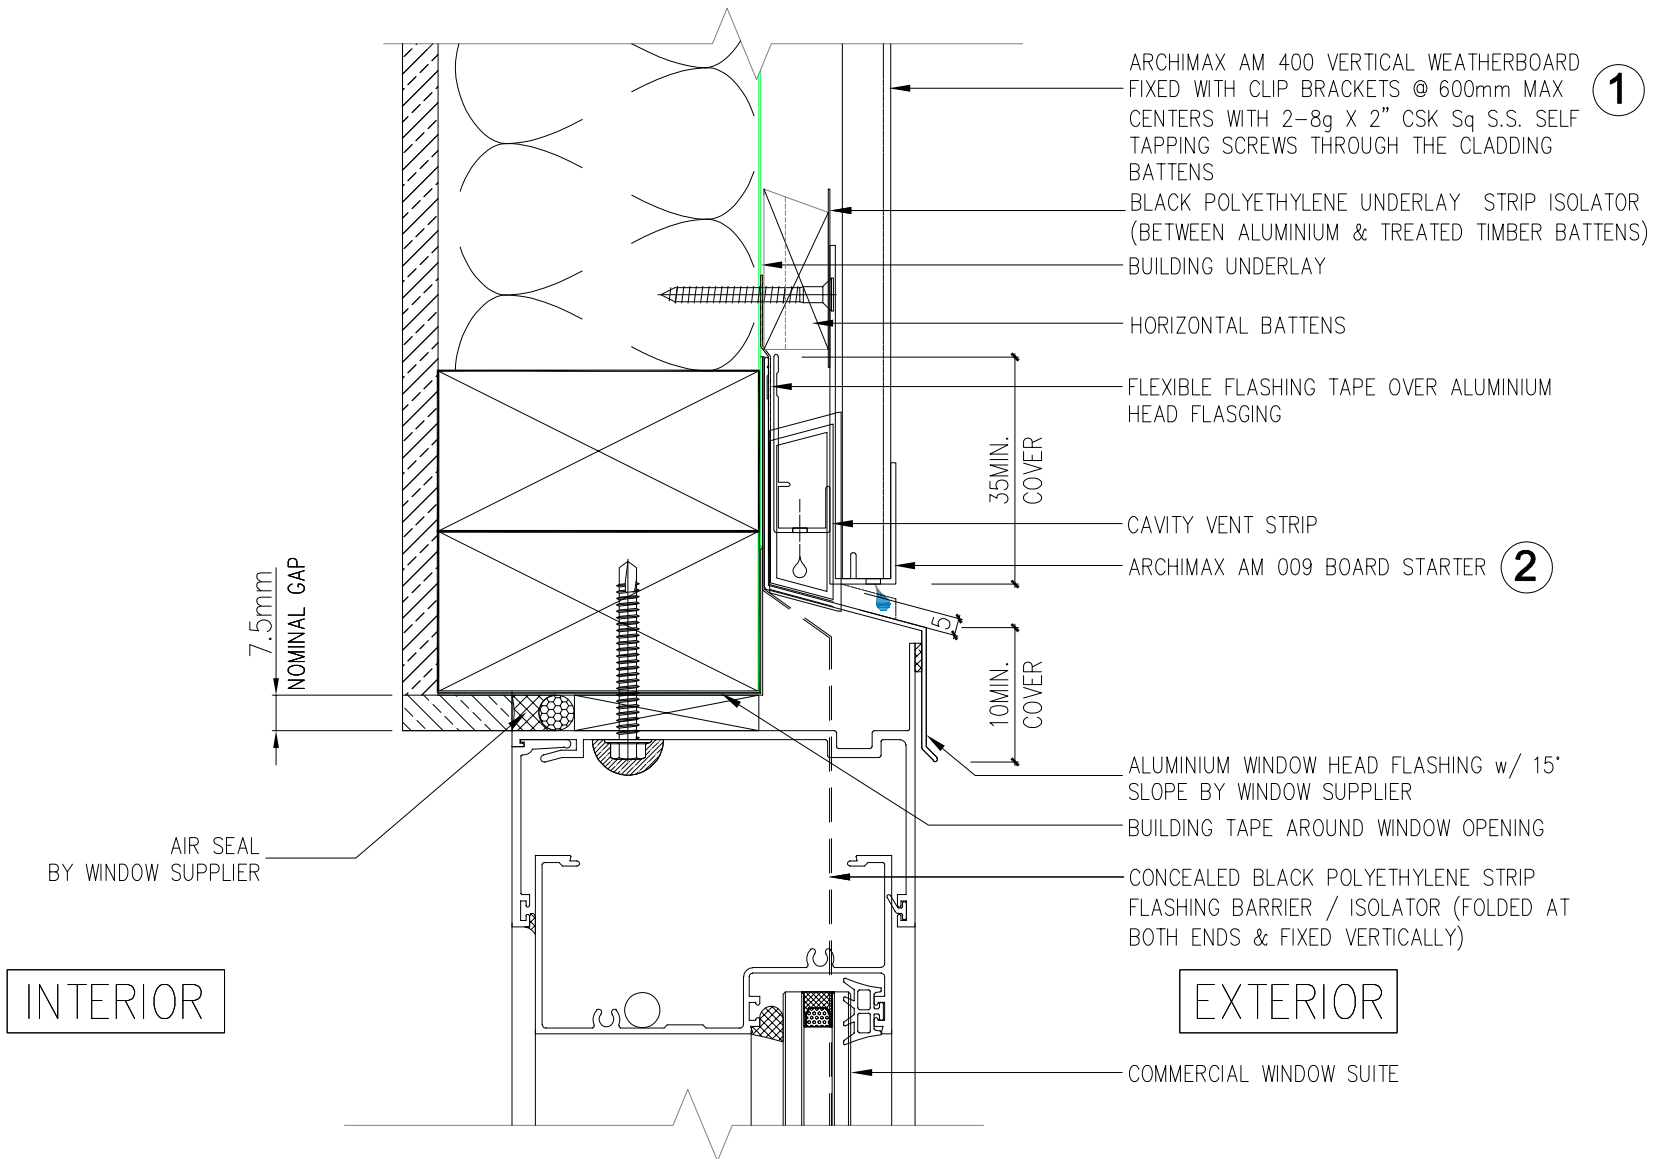 ARCHIMAX AM 400 VERTICAL WEATHERBOARD
FIXED WITH CLIP BRACKETS @ 600mm MAX
CENTERS WITH 2-8g X 2" CSK Sq S.S. SELF
TAPPING SCREWS THROUGH THE CLADDING
BATTENS
1
BLACK POLYETHYLENE UNDERLAY STRIP ISOLATOR
(BETWEEN ALUMINIUM & TREATED TIMBER BATTENS)
BUILDING UNDERLAY
HORIZONTAL BATTENS
FLEXIBLE FLASHING TAPE OVER ALUMINIUM
HEAD FLASGING
35MIN.
COVER
CAVITY VENT STRIP
ARCHIMAX AM 009 BOARD STARTER
2
7.5mm
NOMINAL GAP
5
10MIN.
COVER
ALUMINIUM WINDOW HEAD FLASHING w/ 15°
SLOPE BY WINDOW SUPPLIER
BUILDING TAPE AROUND WINDOW OPENING
AIR SEAL
BY WINDOW SUPPLIER
CONCEALED BLACK POLYETHYLENE STRIP
FLASHING BARRIER / ISOLATOR (FOLDED AT
BOTH ENDS & FIXED VERTICALLY)
INTERIOR
EXTERIOR
COMMERCIAL WINDOW SUITE